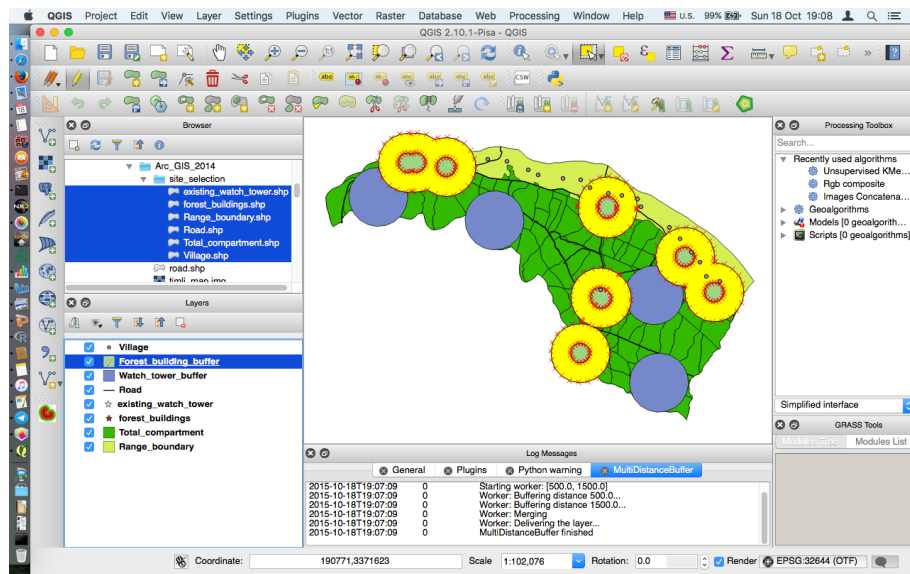 QGIS Project Edit View Layer Settings Plugins Vector Raster Database Web Processing Window Help U.S. 99% Sun 18 Oct 19:08
QGIS 2.10.1-Pisa - QGIS
Browser
Arc_GIS_2014
site_selection
existing_watch_tower.shp
forest_buildings.shp
Range_boundary.shp
Road.shp
Total_compartment.shp
Village.shp
road.shp
timli_map.img
Layers
Village
Forest_building_buffer
Watch_tower_buffer
Road
existing_watch_tower
forest_buildings
Total_compartment
Range_boundary
Processing Toolbox
Search...
Recently used algorithms
Unsupervised KMe...
Rgb composite
Images Concatena...
Geoalgorithms
Models [0 geoalgorith...
Scripts [0 geoalgorithms]
Simplified interface
GRASS Tools
Modules Tree Modules List
Log Messages
General Plugins Python warning MultiDistanceBuffer
2015-10-18T19:07:09 0 Starting worker: [500.0, 1500.0]
2015-10-18T19:07:09 0 Worker: Buffering distance 500.0...
2015-10-18T19:07:09 0 Worker: Buffering distance 1500.0...
2015-10-18T19:07:09 0 Worker: Merging
2015-10-18T19:07:09 0 Worker: Delivering the layer...
2015-10-18T19:07:09 0 MultiDistanceBuffer finished
Coordinate: 190771,3371623 Scale 1:102,076 Rotation: 0.0 Render EPSG:32644 (OTF)